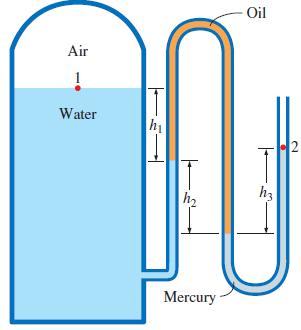 Oil
Air
1
Water
h₁
2
h₂
h₃
Mercury